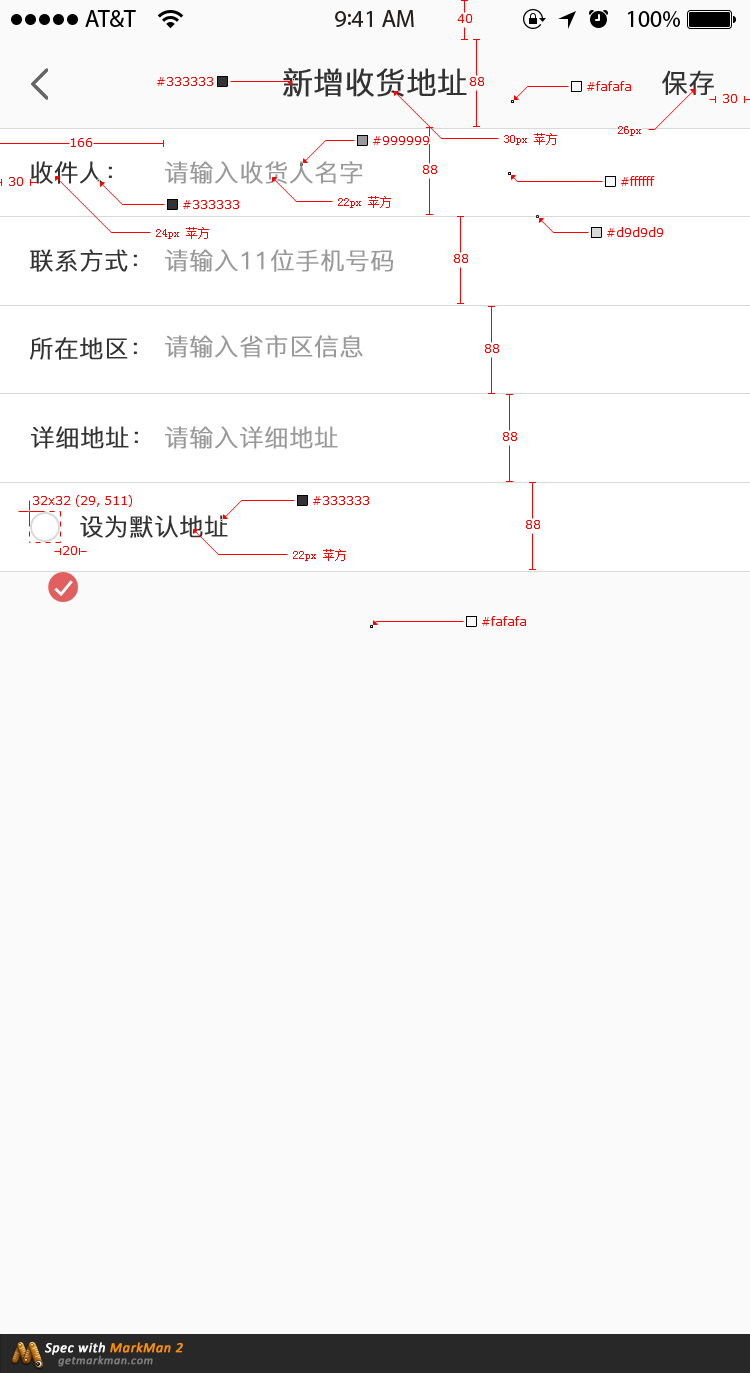 AT&T 9:41 AM 100%
40
#333333 新增收货地址 88 #fafafa 保存 30
30px 苹方 26px
166 #999999
30 收件人： 请输入收货人名字 88 #ffffff
#333333 22px 苹方
24px 苹方 #d9d9d9
联系方式： 请输入11位手机号码 88
所在地区： 请输入省市区信息 88
详细地址： 请输入详细地址 88
32x32 (29, 511) #333333
设为默认地址 88
20 22px 苹方
#fafafa
Spec with MarkMan 2
getmarkman.com